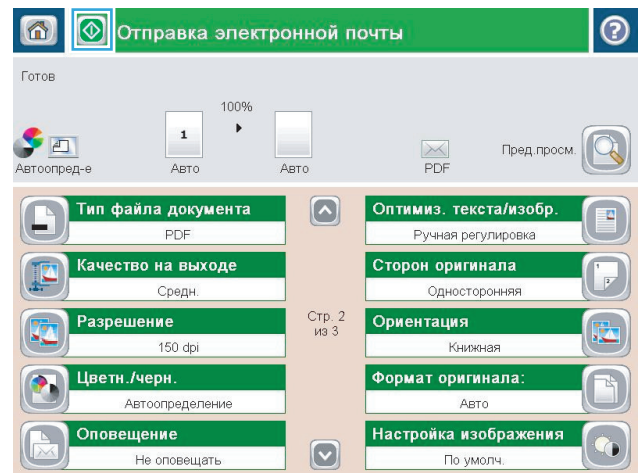 Отправка электронной почты
?
Готов
100%
1
Автоопред-е
Авто
Авто
PDF
Пред.просм.
Тип файла документа
PDF
Качество на выходе
Средн.
Разрешение
150 dpi
Цветн./черн.
Автоопределение
Оповещение
Не оповещать
Стр. 2
из 3
Оптимиз. текста/изобр.
Ручная регулировка
Сторон оригинала
1
2
Односторонняя
Ориентация
Книжная
Формат оригинала:
Авто
Настройка изображения
По умолч.